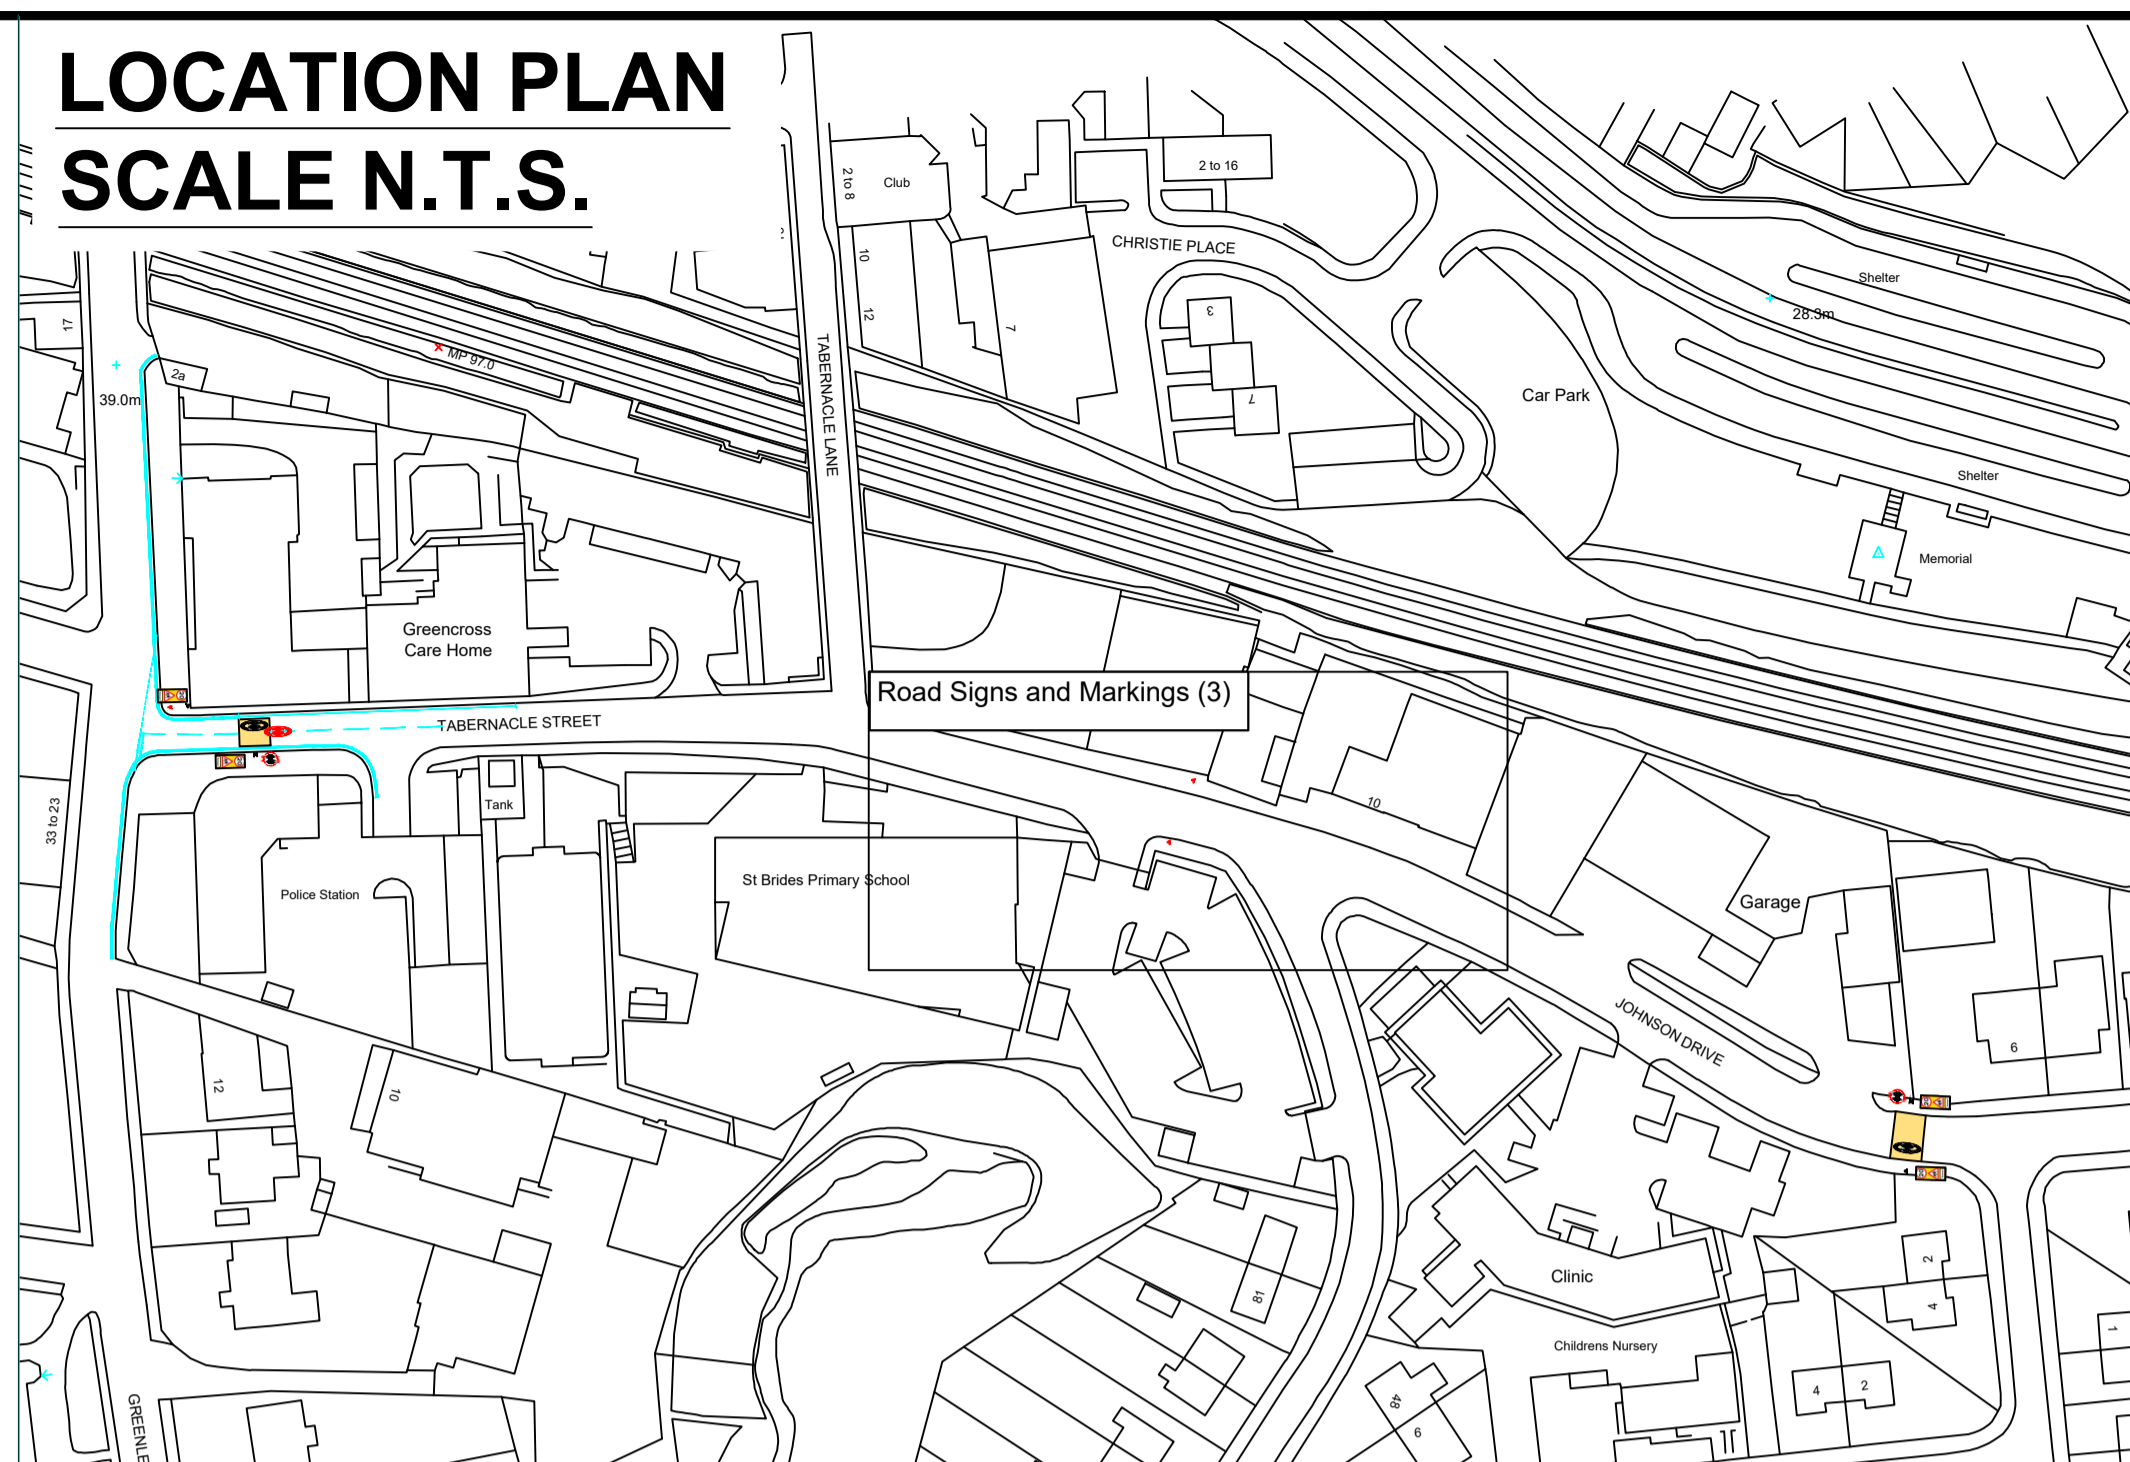 LOCATION PLAN
SCALE N.T.S.
2 to 8
Club
2 to 16
CHRISTIE PLACE
10
12
7
3
7
Shelter
28.3m
17
2a
39.0m
MP 97.0
TABERNACLE LANE
Car Park
Shelter
Memorial
Greencross
Care Home
Road Signs and Markings (3)
TABERNACLE STREET
Tank
10
33 to 23
Police Station
St Brides Primary School
Garage
JOHNSON DRIVE
6
12
10
Clinic
81
2
4
Childrens Nursery
1
4
2
48
6
GREENLE